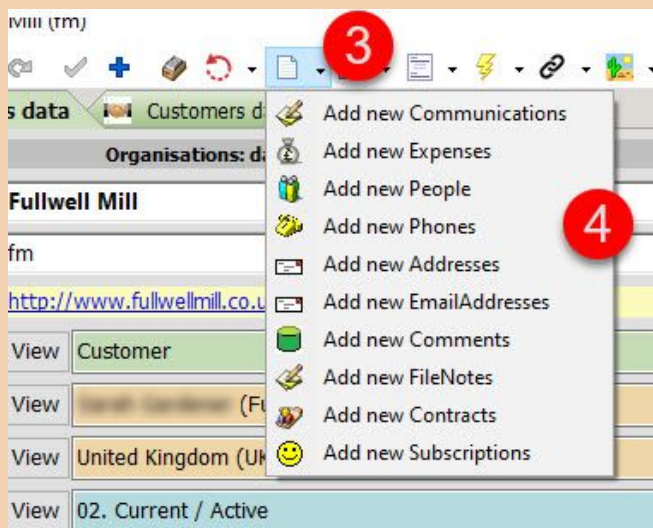 Mill (fm)
3
s data
Customers d
Add new Communications
Organisations: da
Add new Expenses
Fullwell Mill
Add new People
4
fm
Add new Phones
Add new Addresses
http://www.fullwellmill.co.u
Add new EmailAddresses
View Customer
Add new Comments
View (Fu
Add new FileNotes
Add new Contracts
View United Kingdom (UK
Add new Subscriptions
View 02. Current / Active